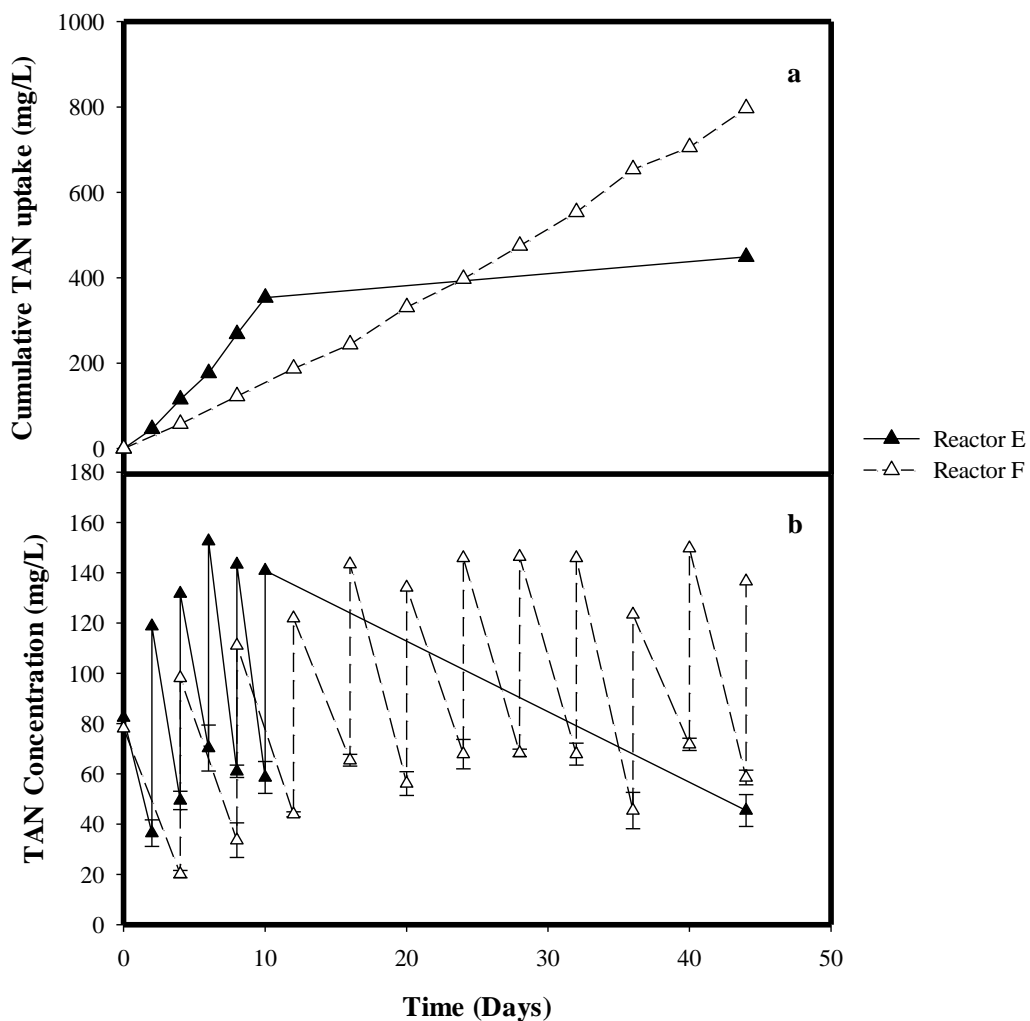 1000
a
800
600
400
200
0
Cumulative TAN uptake (mg/L)
Reactor E
Reactor F
180
b
160
140
120
100
80
60
40
20
0
TAN Concentration (mg/L)
0 10 20 30 40 50
Time (Days)